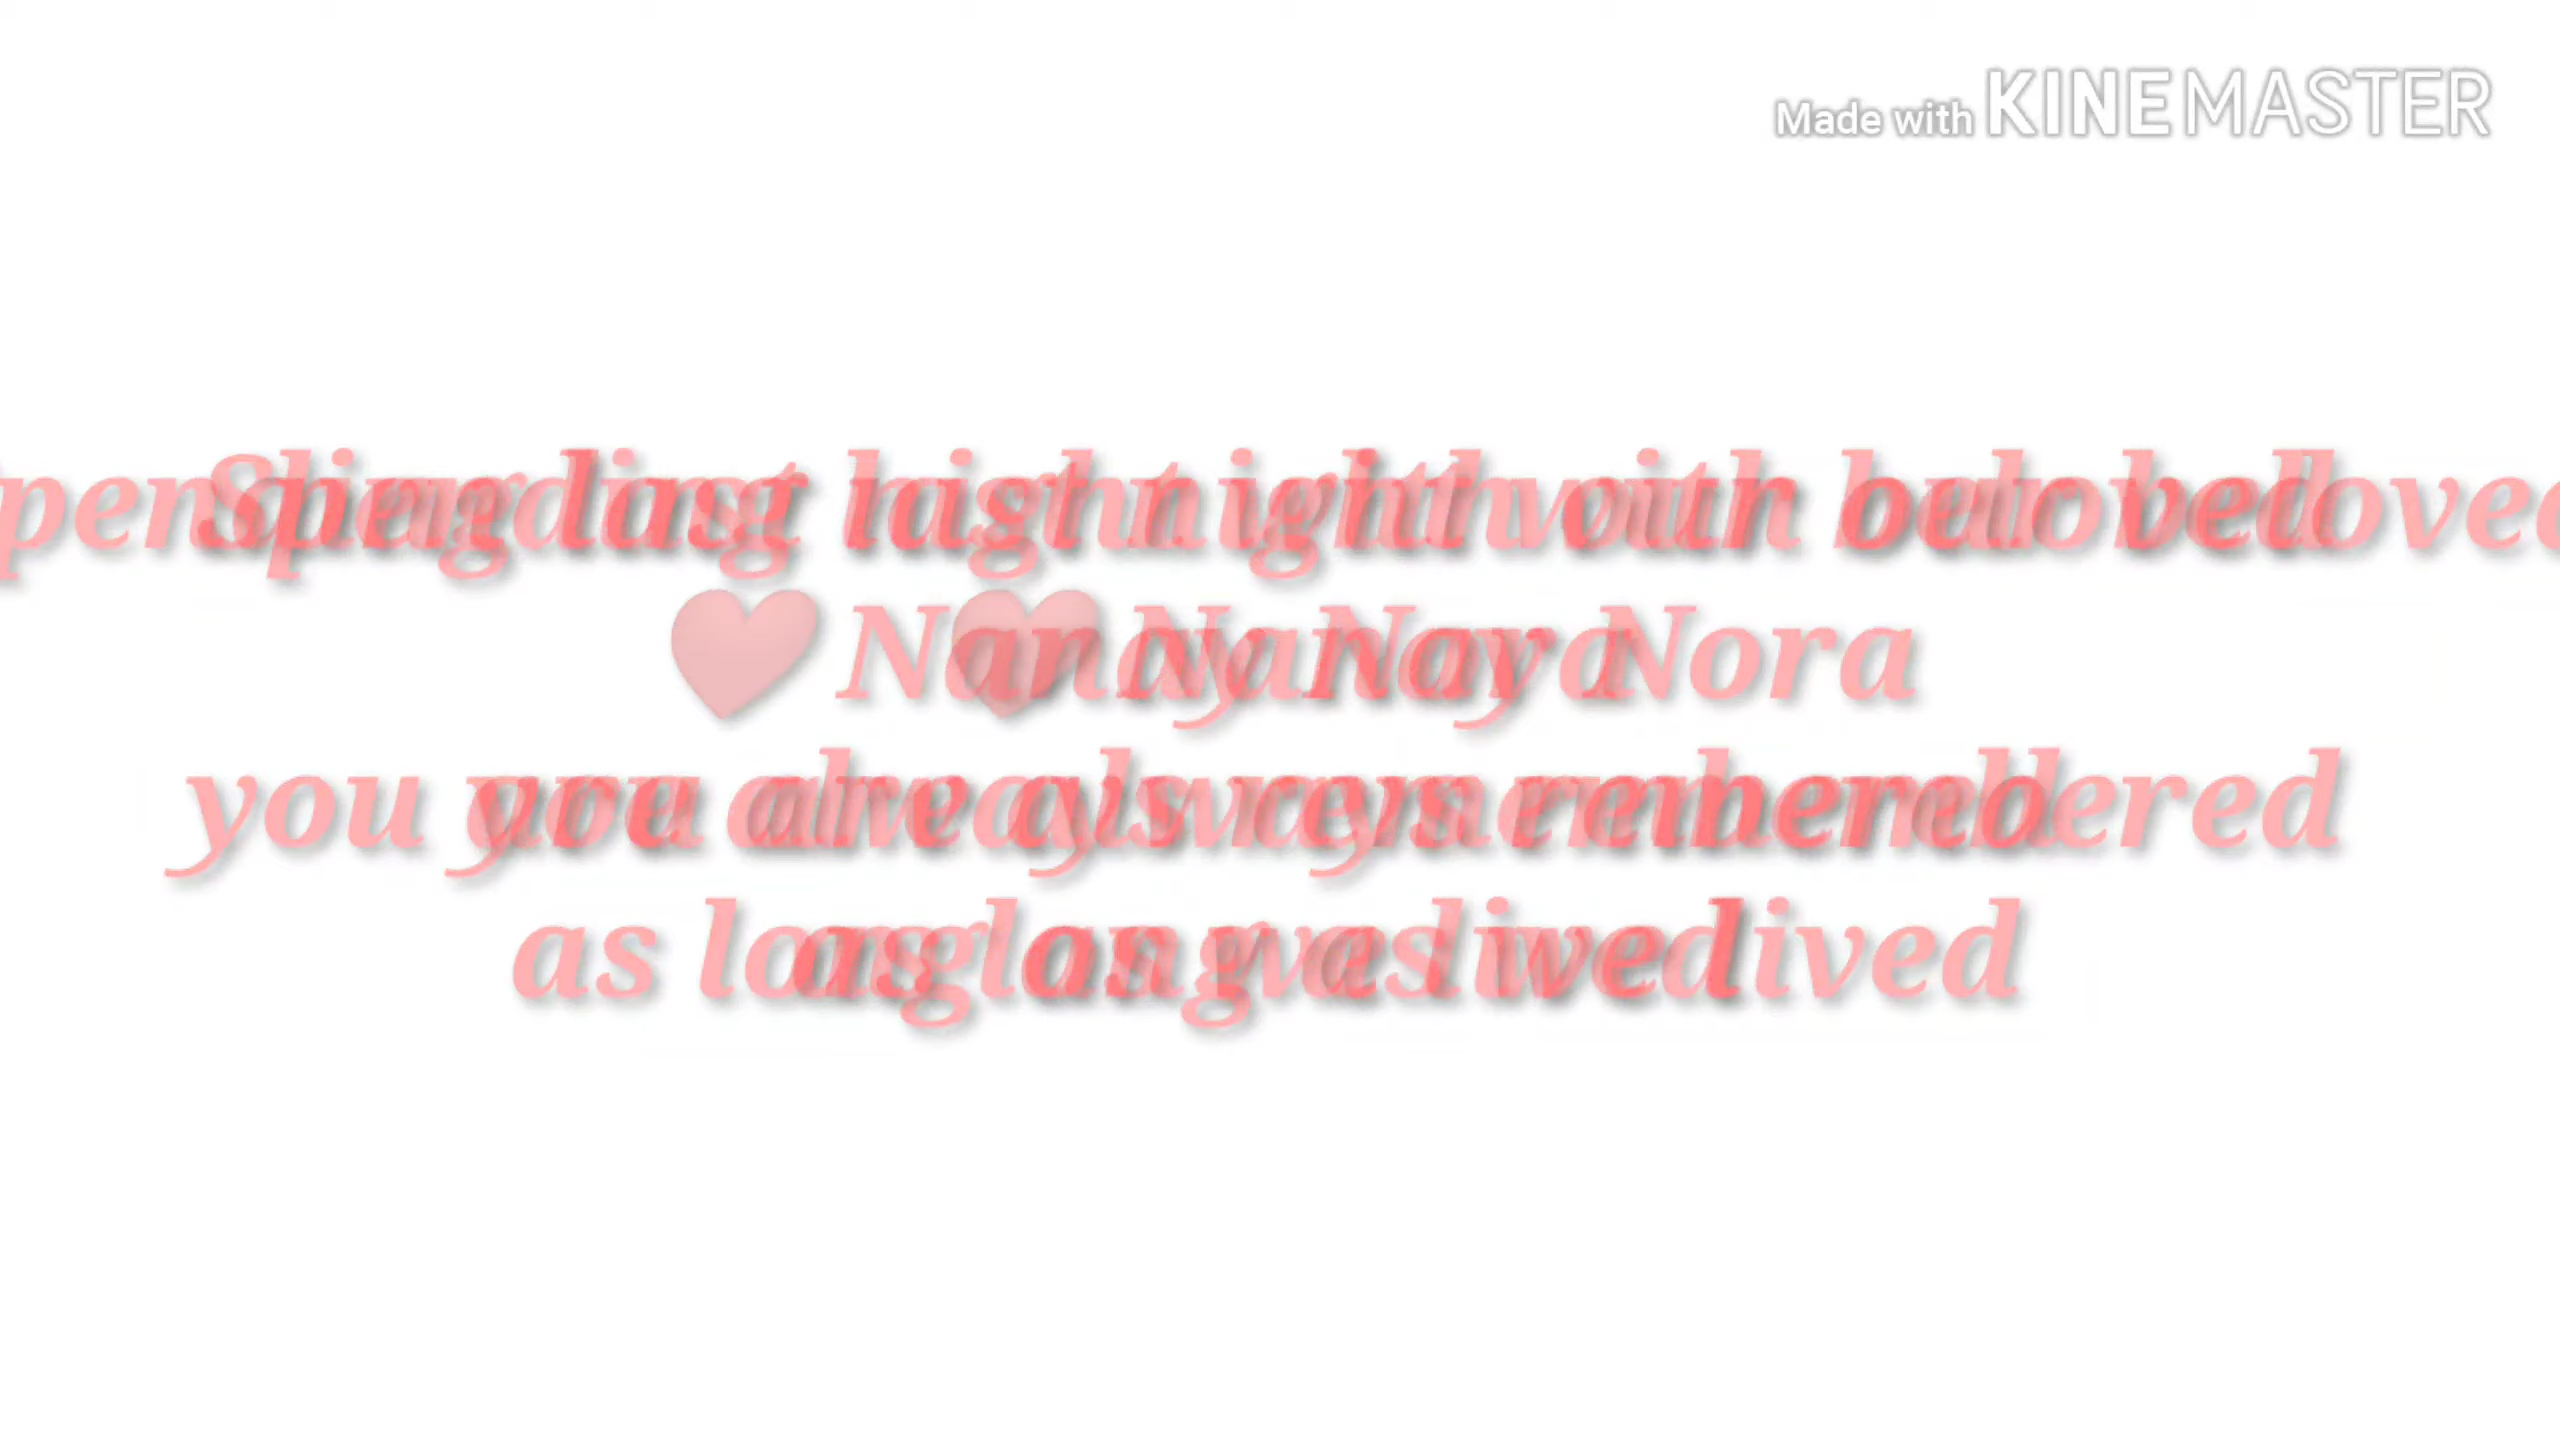 Made with KINEMASTER
Spending last night with our beloved
♥ Nanay Nora
you are always remembered
as long as we lived